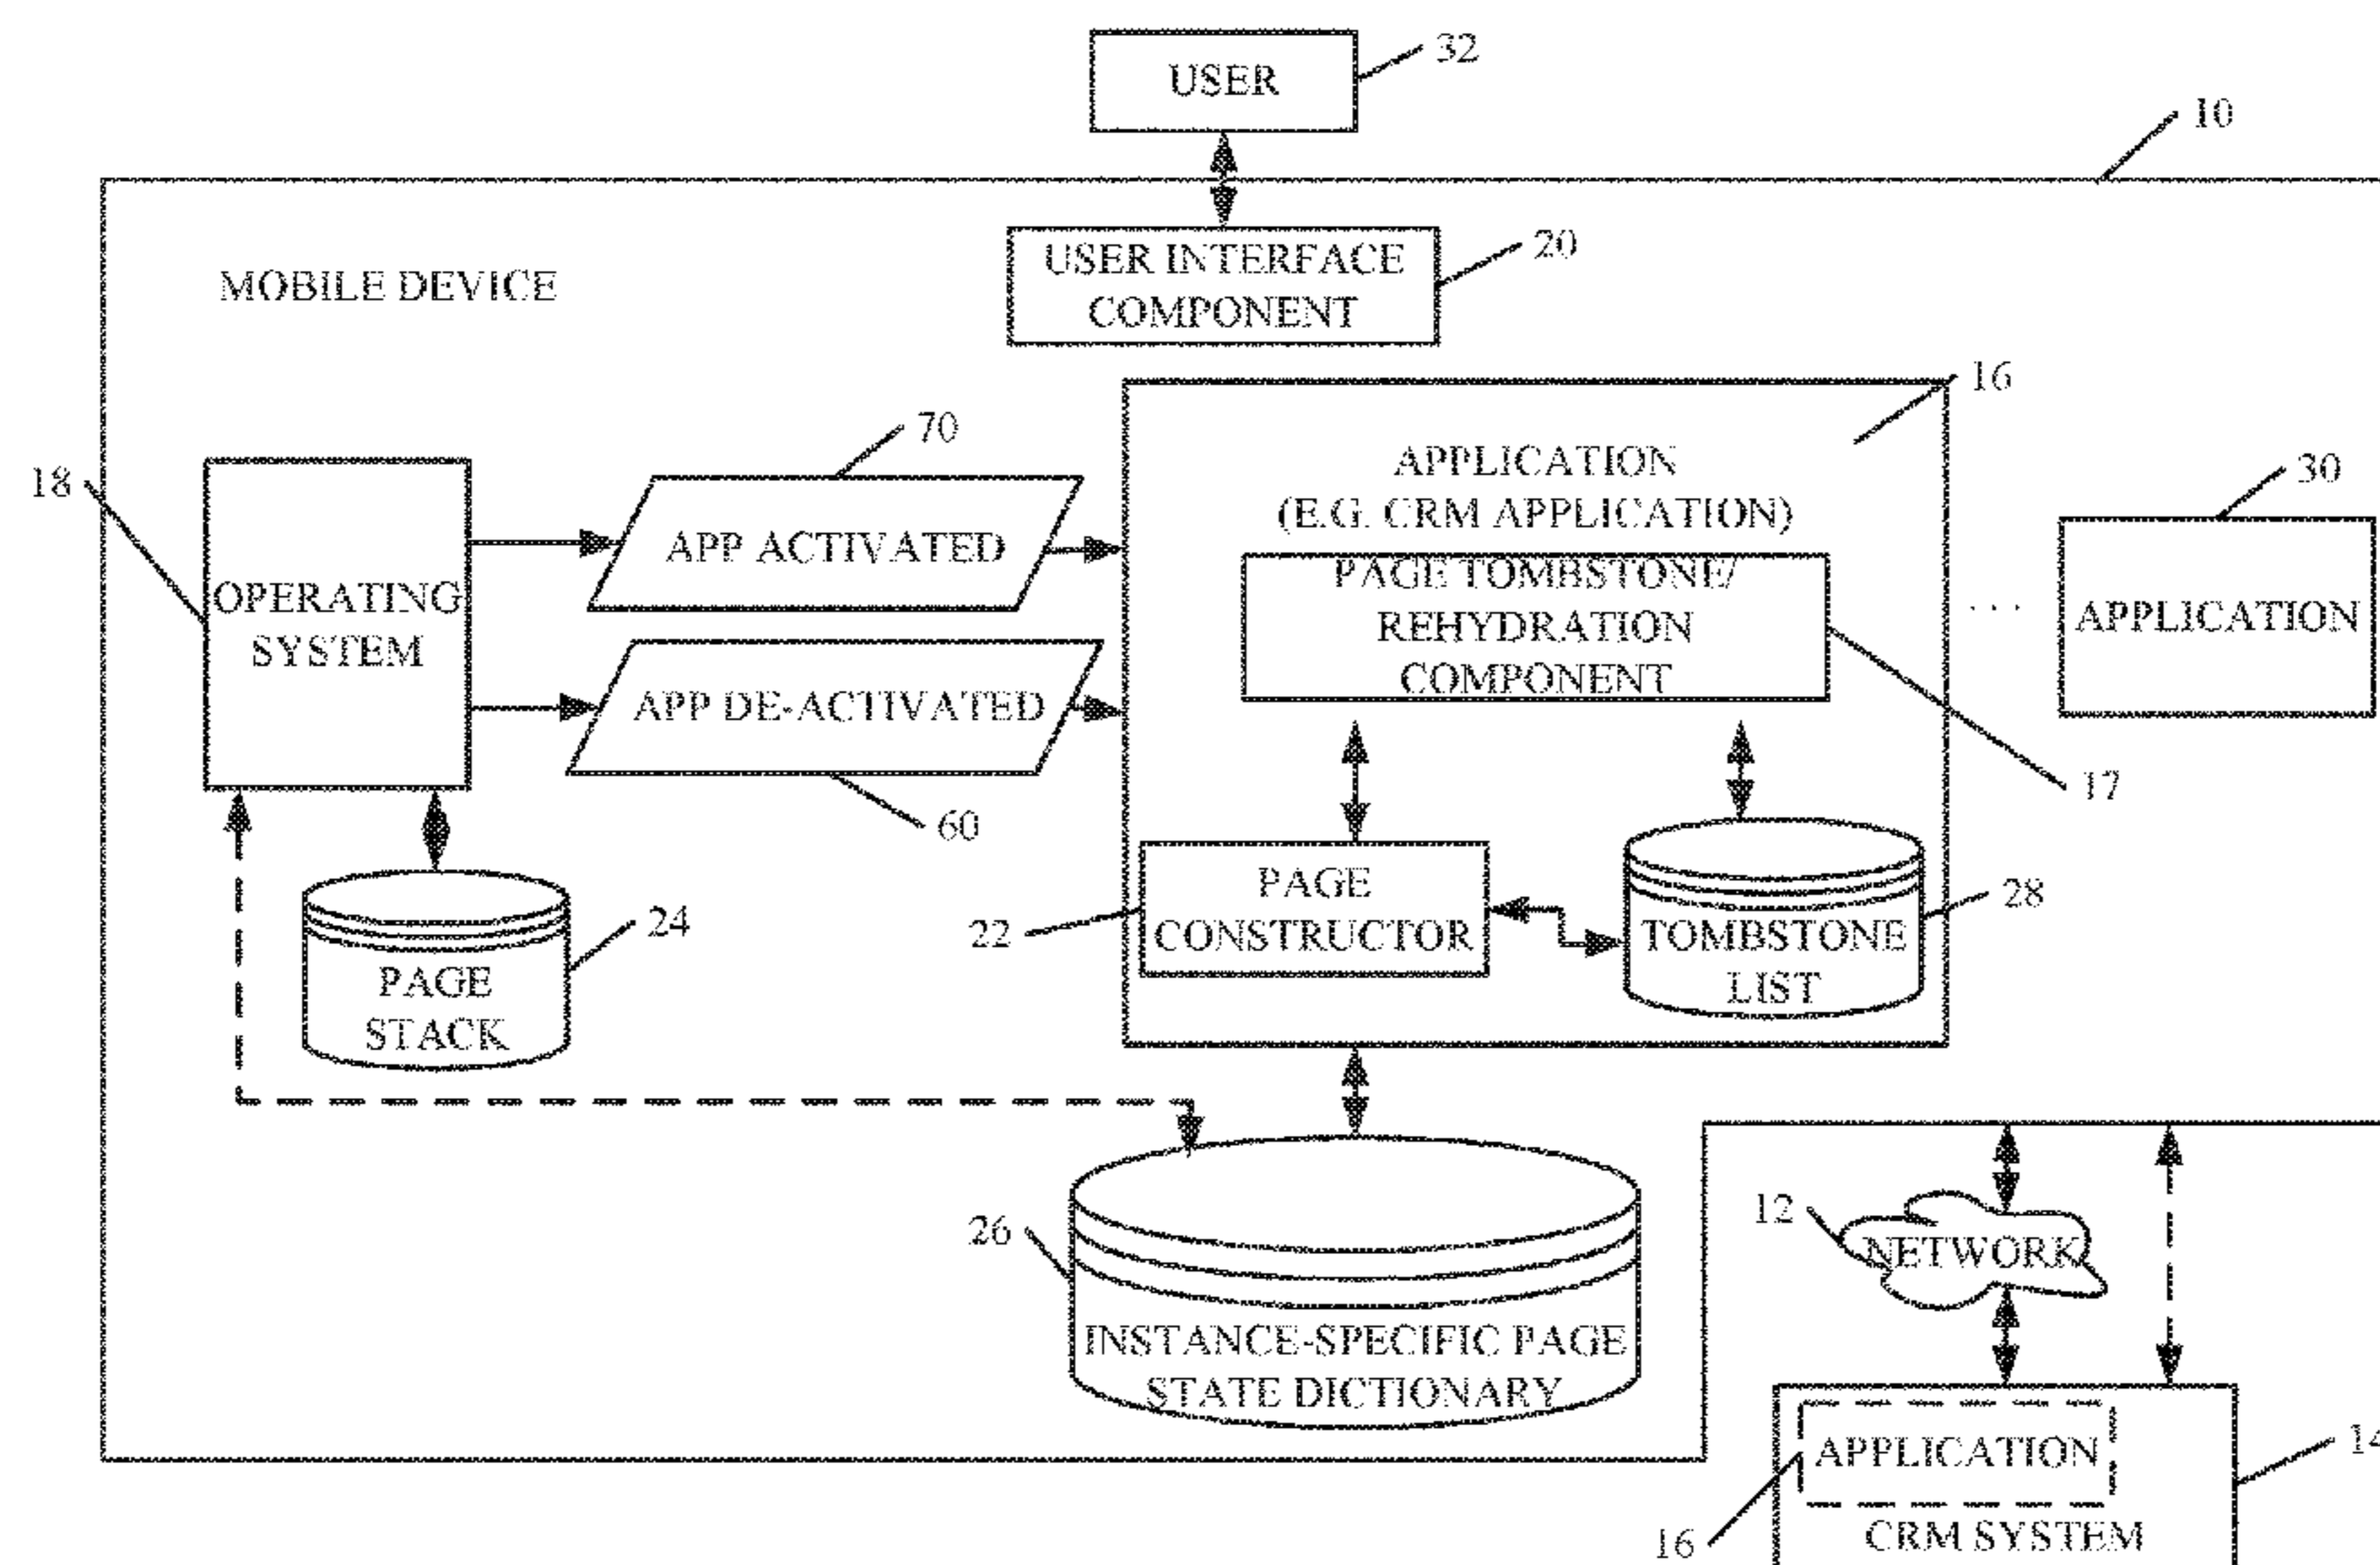 USER
32
10
MOBILE DEVICE
USER INTERFACE
COMPONENT
20
16
APPLICATION
(E.G. CRM APPLICATION)
70
APP ACTIVATED
18
OPERATING
SYSTEM
PAGE TOMBSTONE/
REHYDRATION
COMPONENT
17
. . .
30
APPLICATION
APP DE-ACTIVATED
60
PAGE
STACK
24
22
PAGE
CONSTRUCTOR
TOMBSTONE
LIST
28
26
INSTANCE-SPECIFIC PAGE
STATE DICTIONARY
12
NETWORK
APPLICATION
14
16
CRM SYSTEM